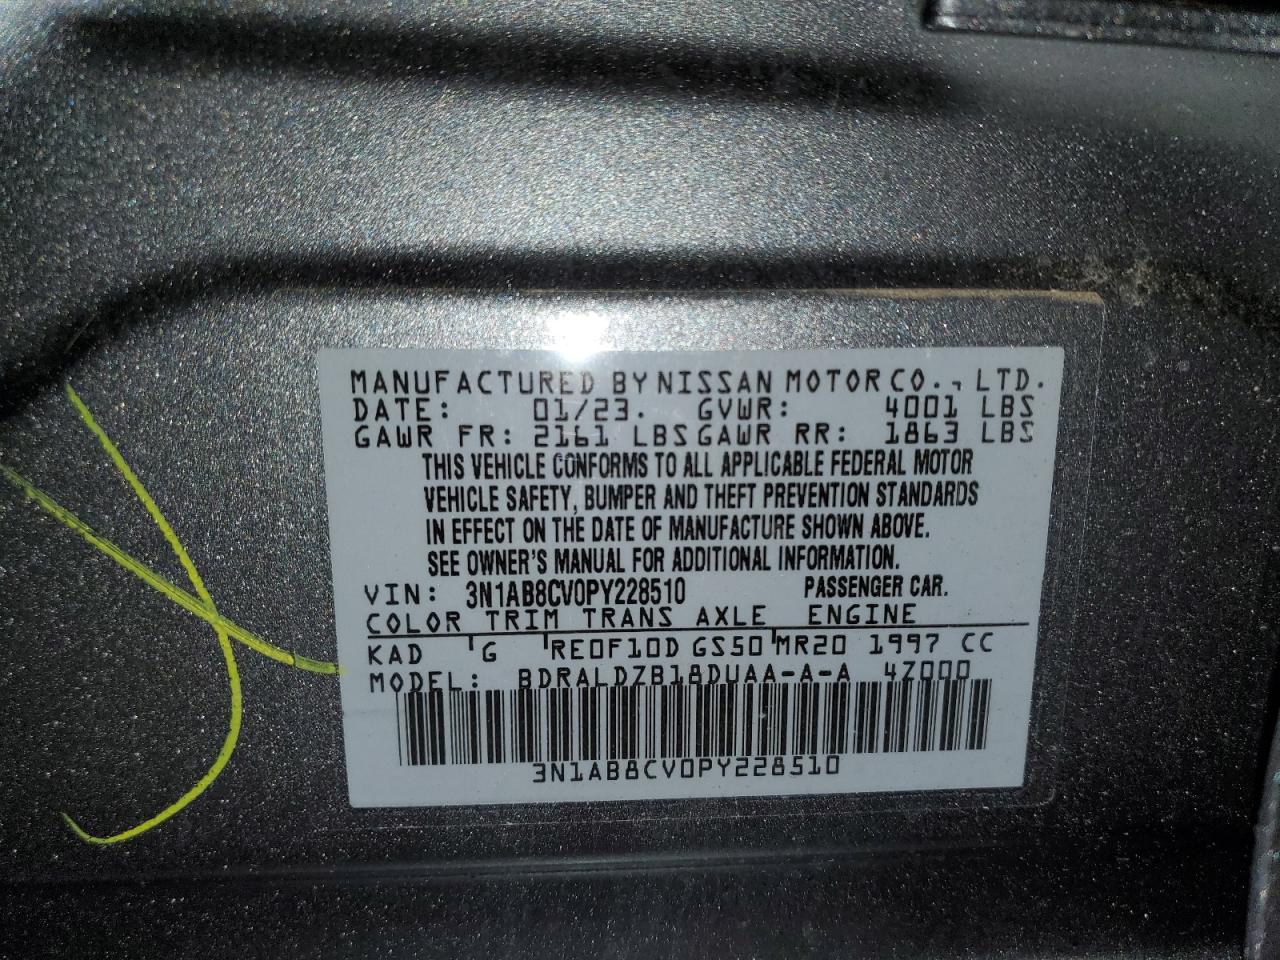 MANUFACTURED BY NISSAN MOTOR CO., LTD.
DATE: 01/23. GVWR: 4001 LBS
GAWR FR: 2161 LBS GAWR RR: 1863 LBS
THIS VEHICLE CONFORMS TO ALL APPLICABLE FEDERAL MOTOR
VEHICLE SAFETY, BUMPER AND THEFT PREVENTION STANDARDS
IN EFFECT ON THE DATE OF MANUFACTURE SHOWN ABOVE.
SEE OWNER'S MANUAL FOR ADDITIONAL INFORMATION.
VIN: 3N1AB8CV0PY228510 PASSENGER CAR.
COLOR TRIM TRANS AXLE ENGINE
KAD G RE0F10D GS50 MR20 1997 CC
MODEL: BDRALDZB18DUAA-A-A 4Z000
3N1AB8CV0PY228510